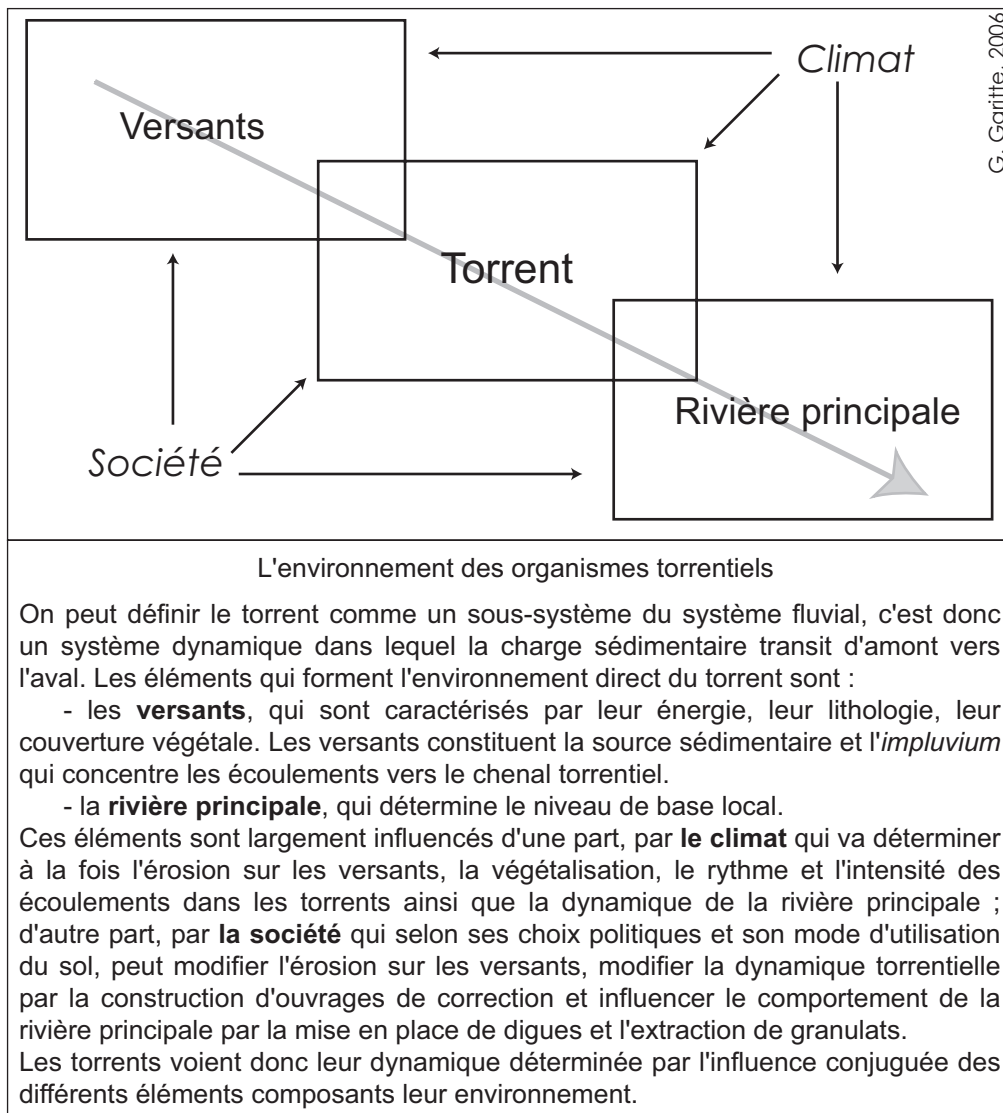 Climat
G. Garitte, 2006
Versants
Torrent
Rivière principale
Société
L'environnement des organismes torrentiels
On peut définir le torrent comme un sous-système du système fluvial, c'est donc
un système dynamique dans lequel la charge sédimentaire transit d'amont vers
l'aval. Les éléments qui forment l'environnement direct du torrent sont :
- les versants, qui sont caractérisés par leur énergie, leur lithologie, leur
couverture végétale. Les versants constituent la source sédimentaire et l'impluvium
qui concentre les écoulements vers le chenal torrentiel.
- la rivière principale, qui détermine le niveau de base local.
Ces éléments sont largement influencés d'une part, par le climat qui va déterminer
à la fois l'érosion sur les versants, la végétalisation, le rythme et l'intensité des
écoulements dans les torrents ainsi que la dynamique de la rivière principale ;
d'autre part, par la société qui selon ses choix politiques et son mode d'utilisation
du sol, peut modifier l'érosion sur les versants, modifier la dynamique torrentielle
par la construction d'ouvrages de correction et influencer le comportement de la
rivière principale par la mise en place de digues et l'extraction de granulats.
Les torrents voient donc leur dynamique déterminée par l'influence conjuguée des
différents éléments composants leur environnement.